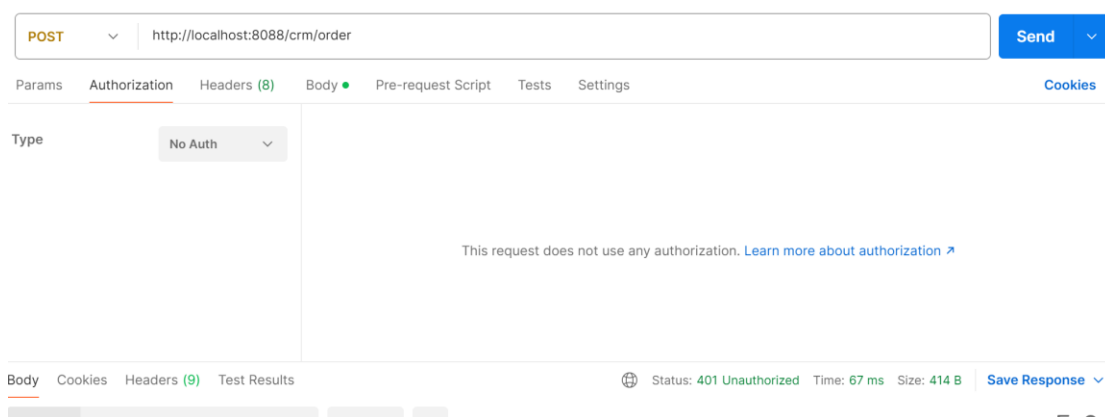 POST http://localhost:8088/crm/order Send
Params Authorization Headers (8) Body Pre-request Script Tests Settings Cookies
Type No Auth
This request does not use any authorization. Learn more about authorization ↗
Body Cookies Headers (9) Test Results Status: 401 Unauthorized Time: 67 ms Size: 414 B Save Response